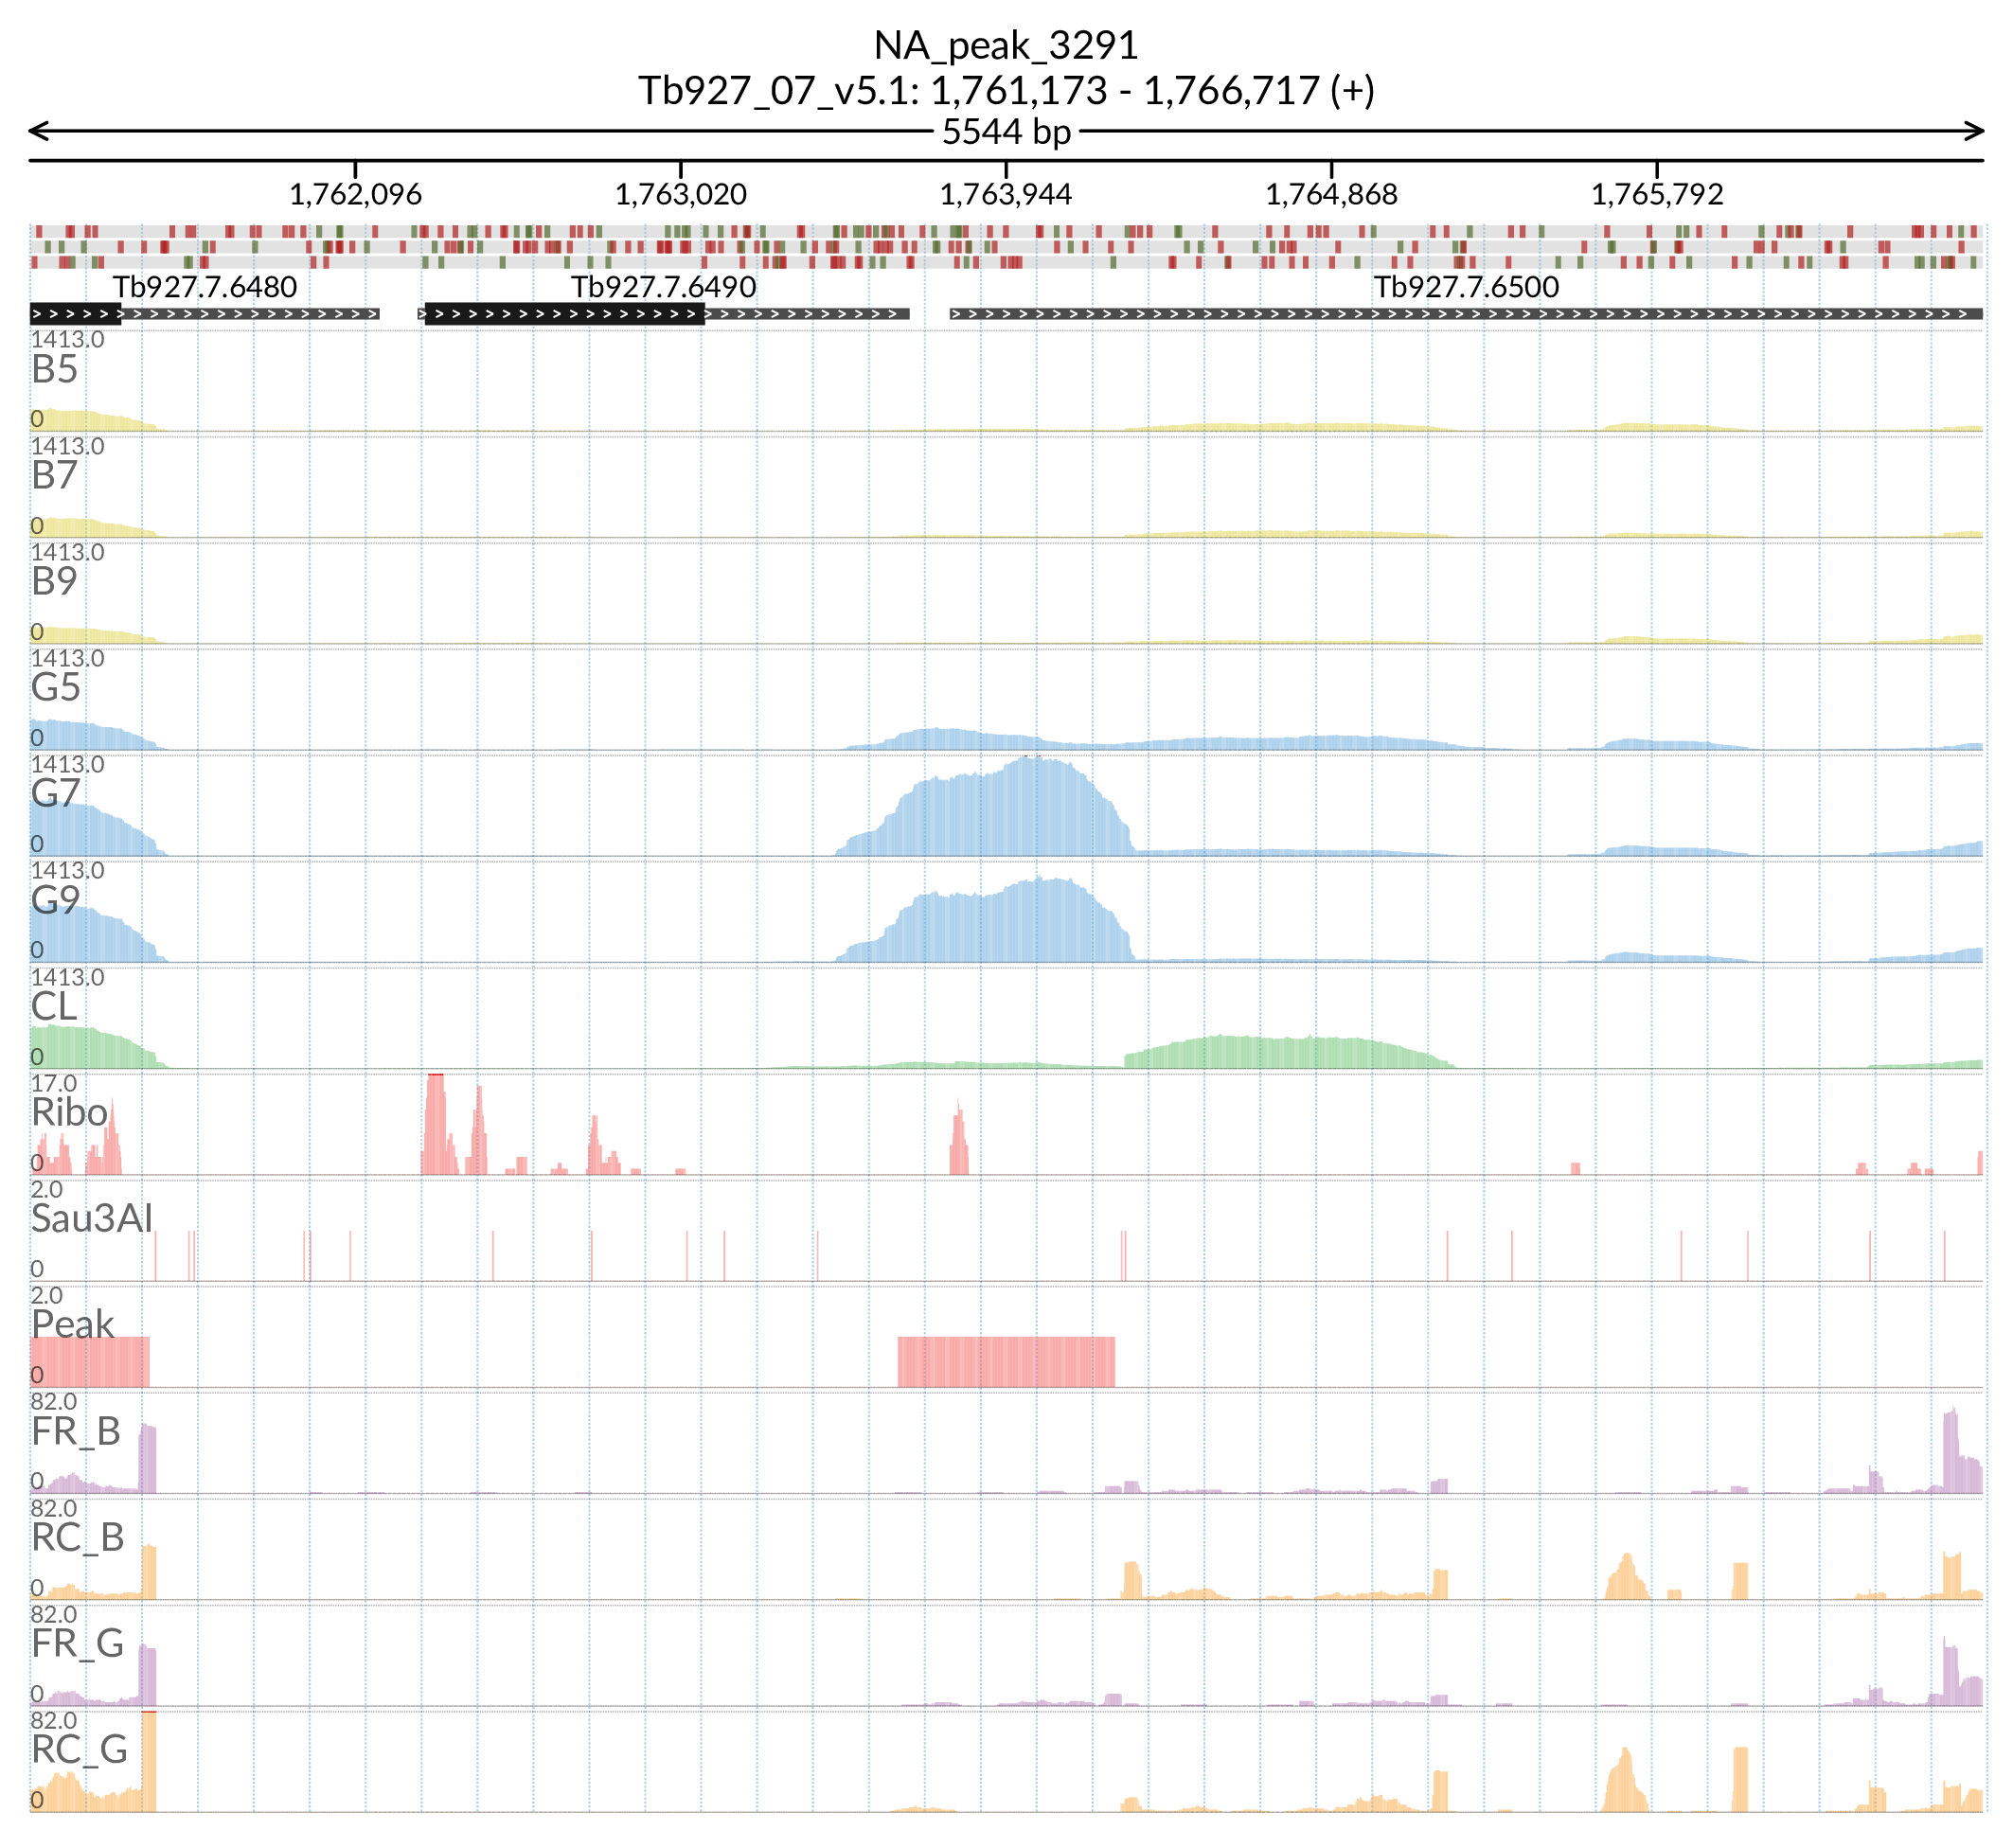 NA_peak_3291
Tb927_07_v5.1: 1,761,173 - 1,766,717 (+)
5544 bp
1,762,096 1,763,020 1,763,944 1,764,868 1,765,792
Tb927.7.6480 Tb927.7.6490 Tb927.7.6500
1413.0
B5
0
1413.0
B7
0
1413.0
B9
0
1413.0
G5
0
1413.0
G7
0
1413.0
G9
0
1413.0
CL
0
17.0
Ribo
0
2.0
Sau3AI
0
2.0
Peak
0
82.0
FR_B
0
82.0
RC_B
0
82.0
FR_G
0
82.0
RC_G
0